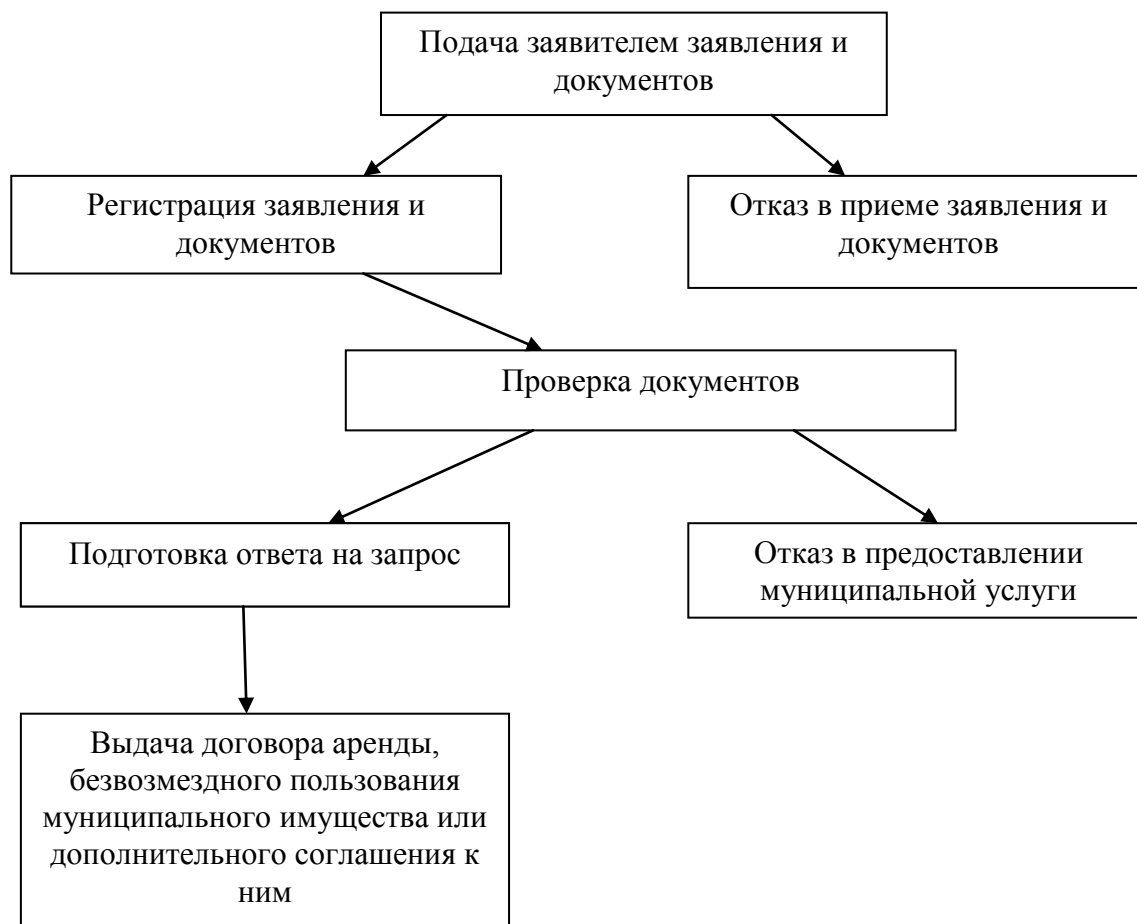 Подача заявителем заявления и
документов
Регистрация заявления и
документов
Отказ в приеме заявления и
документов
Проверка документов
Подготовка ответа на запрос
Отказ в предоставлении
муниципальной услуги
Выдача договора аренды,
безвозмездного пользования
муниципального имущества или
дополнительного соглашения к
ним